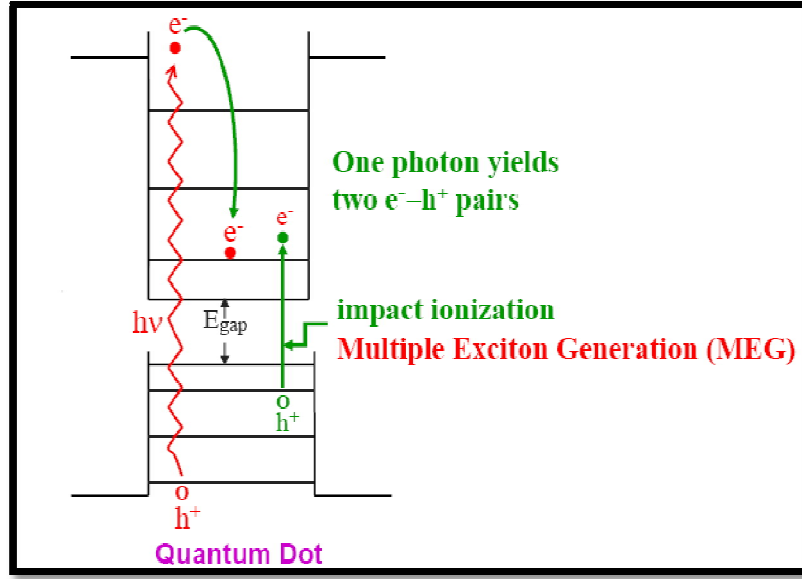 e⁻
One photon yields
two e⁻–h⁺ pairs
e⁻
e⁻
hν
E_gap
impact ionization
Multiple Exciton Generation (MEG)
o
h⁺
o
h⁺
Quantum Dot